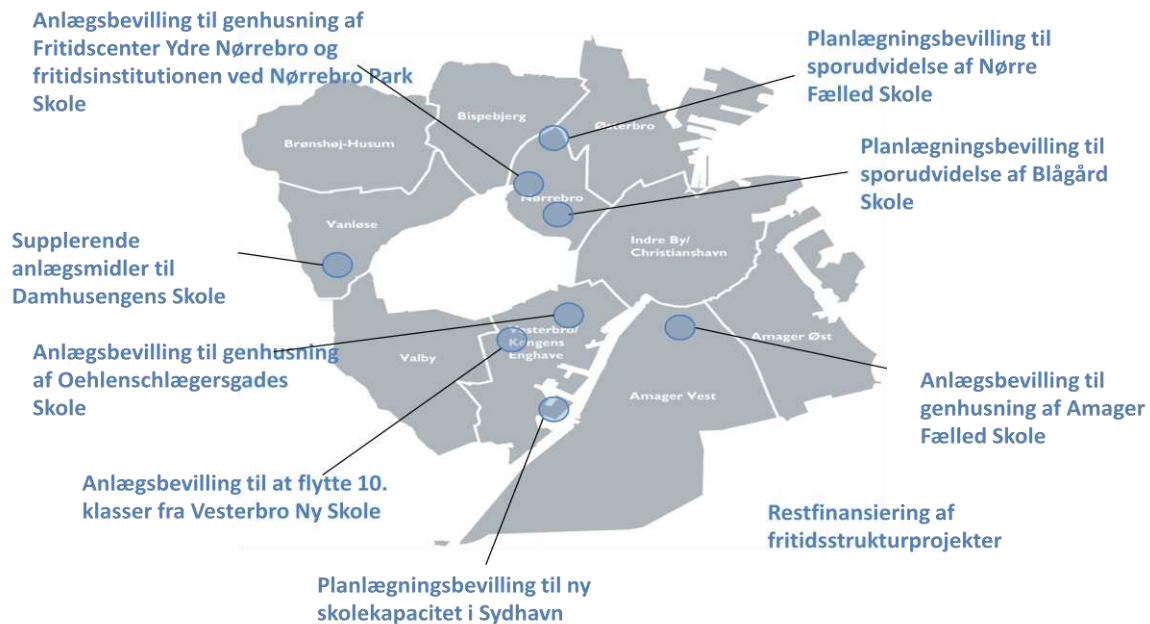 Anlægsbevilling til genhusning af
Fritidscenter Ydre Nørrebro og
fritidsinstitutionen ved Nørrebro Park
Skole
Planlægningsbevilling til
sporudvidelse af Nørre
Fælled Skole
Planlægningsbevilling til
sporudvidelse af Blågård
Skole
Bispebjerg
Østerbro
Brønshøj-Husum
Nørrebro
Vanløse
Indre By/
Christianshavn
Supplerende
anlægsmidler til
Damhusengens Skole
Anlægsbevilling til genhusning
af Oehlenschlægersgades
Skole
Valby
Vesterbro/
Kongens
Enghave
Amager Øst
Amager Vest
Anlægsbevilling til
genhusning af Amager
Fælled Skole
Anlægsbevilling til at flytte 10.
klasser fra Vesterbro Ny Skole
Restfinansiering af
fritidsstrukturprojekter
Planlægningsbevilling til ny
skolekapacitet i Sydhavn